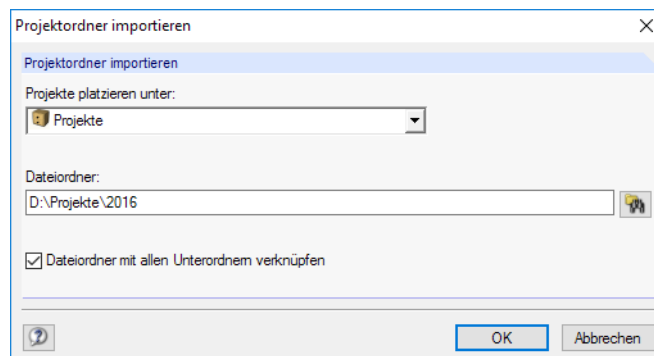 Projektordner importieren
Projektordner importieren
Projekte platzieren unter:
Projekte
Dateiordner:
D:\Projekte\2016
Dateiordner mit allen Unterordnern verknüpfen
OK
Abbrechen